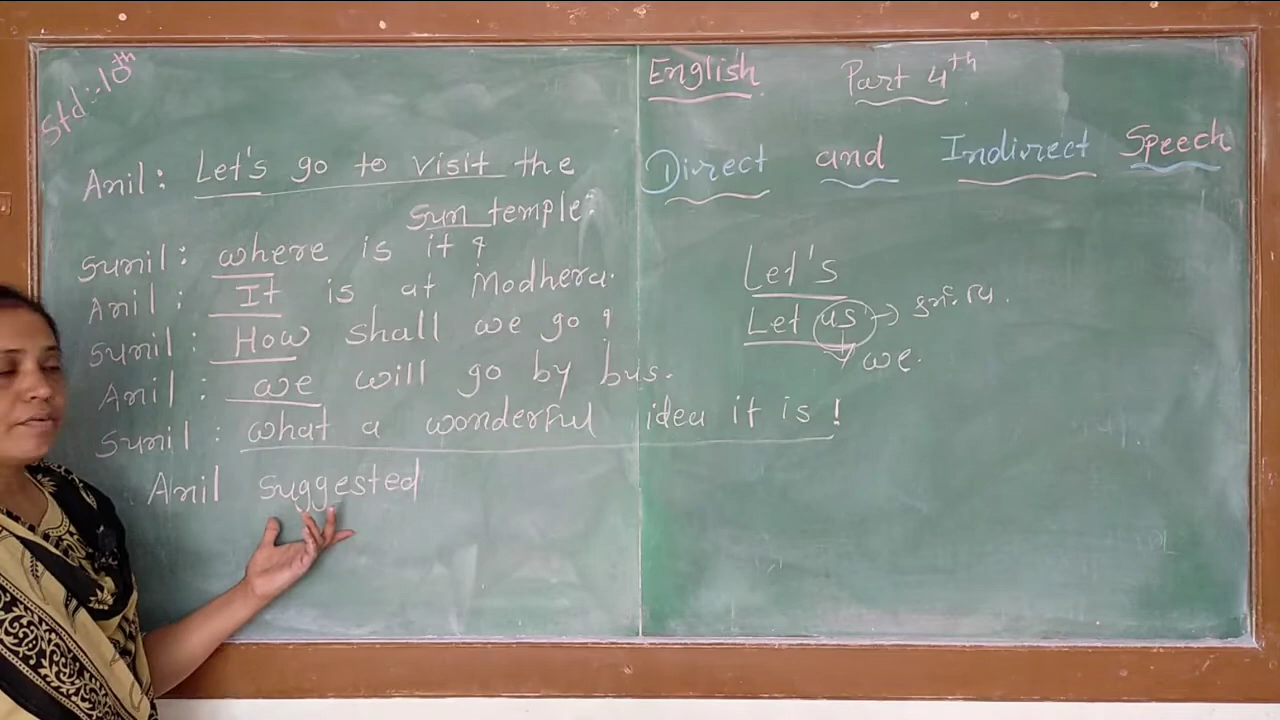 Std:-10th
Anil: Let's go to visit the
sun temple.
Sunil: where is it ?
Anil: It is at Modhera.
Sunil: How shall we go ?
Anil: we will go by bus.
Sunil: what a wonderful idea it is !
Anil suggested
English Part 4th
Direct and Indirect Speech
Let's
Let us →
we.